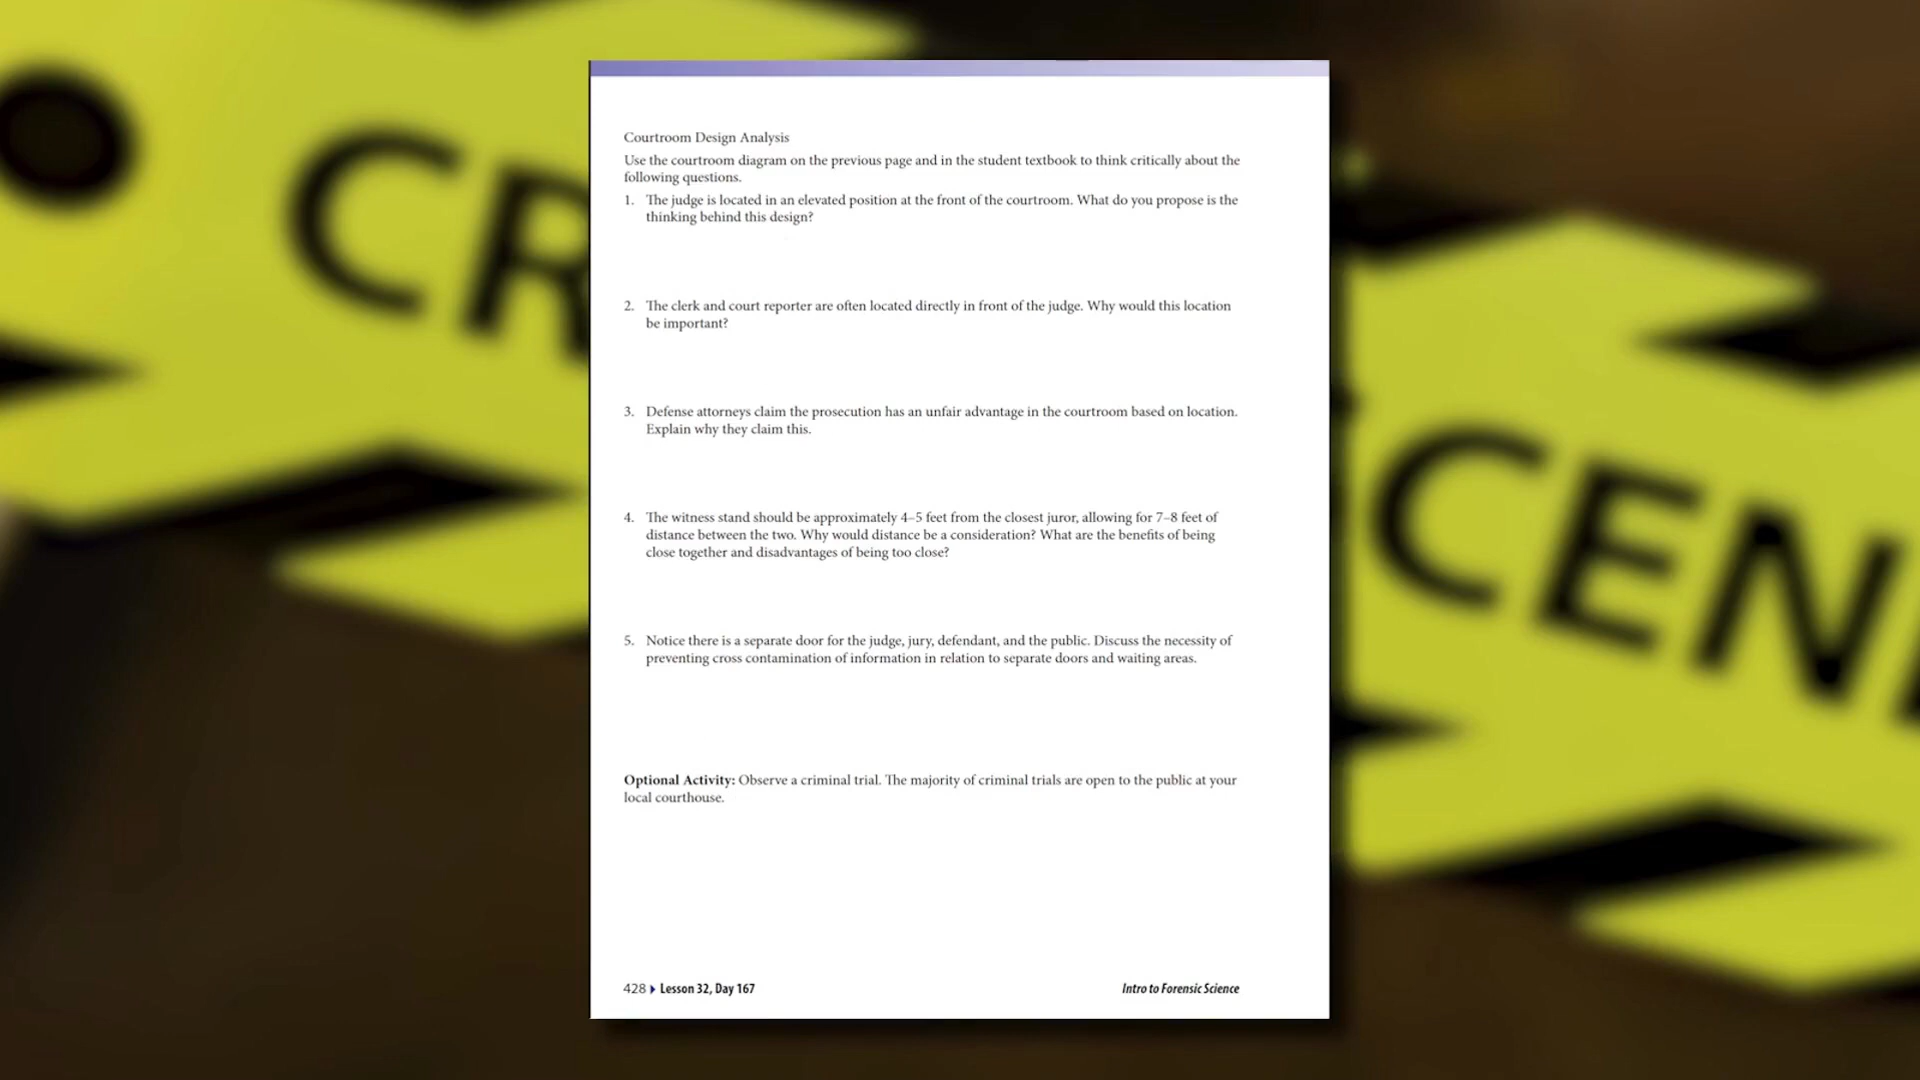 CR
CEN
Courtroom Design Analysis
Use the courtroom diagram on the previous page and in the student textbook to think critically about the
following questions.
1. The judge is located in an elevated position at the front of the courtroom. What do you propose is the
thinking behind this design?
2. The clerk and court reporter are often located directly in front of the judge. Why would this location
be important?
3. Defense attorneys claim the prosecution has an unfair advantage in the courtroom based on location.
Explain why they claim this.
4. The witness stand should be approximately 4–5 feet from the closest juror, allowing for 7–8 feet of
distance between the two. Why would distance be a consideration? What are the benefits of being
close together and disadvantages of being too close?
5. Notice there is a separate door for the judge, jury, defendant, and the public. Discuss the necessity of
preventing cross contamination of information in relation to separate doors and waiting areas.
Optional Activity: Observe a criminal trial. The majority of criminal trials are open to the public at your
local courthouse.
428 Lesson 32, Day 167
Intro to Forensic Science